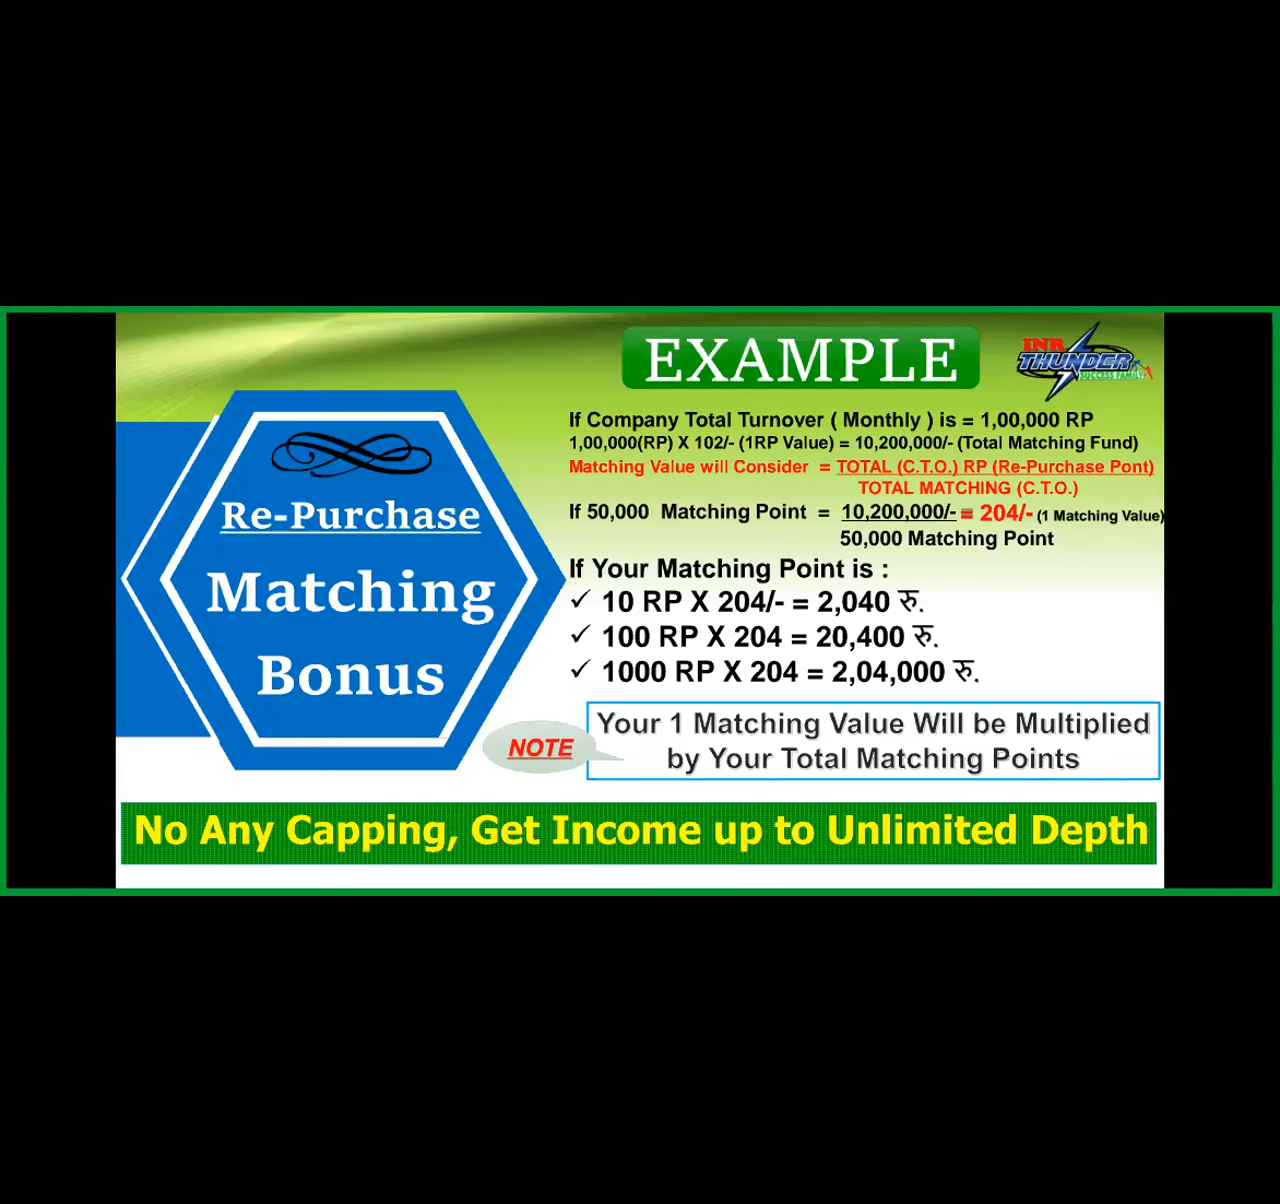 EXAMPLE
INR
THUNDER
SUCCESS FAMILY
Re-Purchase
Matching
Bonus
If Company Total Turnover ( Monthly ) is = 1,00,000 RP
1,00,000(RP) X 102/- (1RP Value) = 10,200,000/- (Total Matching Fund)
Matching Value will Consider = TOTAL (C.T.O.) RP (Re-Purchase Pont)
TOTAL MATCHING (C.T.O.)
If 50,000 Matching Point = 10,200,000/- = 204/- (1 Matching Value)
50,000 Matching Point
If Your Matching Point is :
✓ 10 RP X 204/- = 2,040 रु.
✓ 100 RP X 204 = 20,400 रु.
✓ 1000 RP X 204 = 2,04,000 रु.
NOTE
Your 1 Matching Value Will be Multiplied
by Your Total Matching Points
No Any Capping, Get Income up to Unlimited Depth